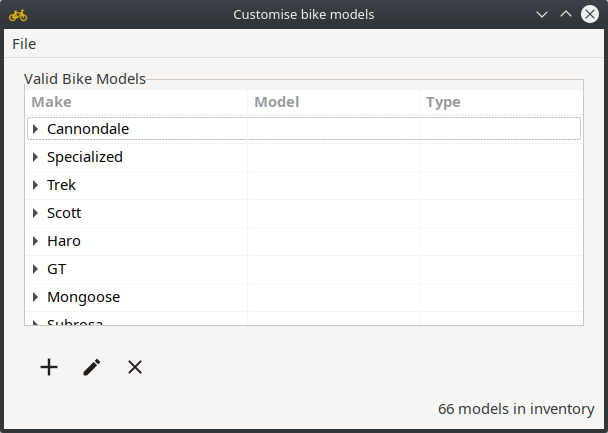 Customise bike models
File
Valid Bike Models
Make Model Type
Cannondale
Specialized
Trek
Scott
Haro
GT
Mongoose
Subrosa
66 models in inventory